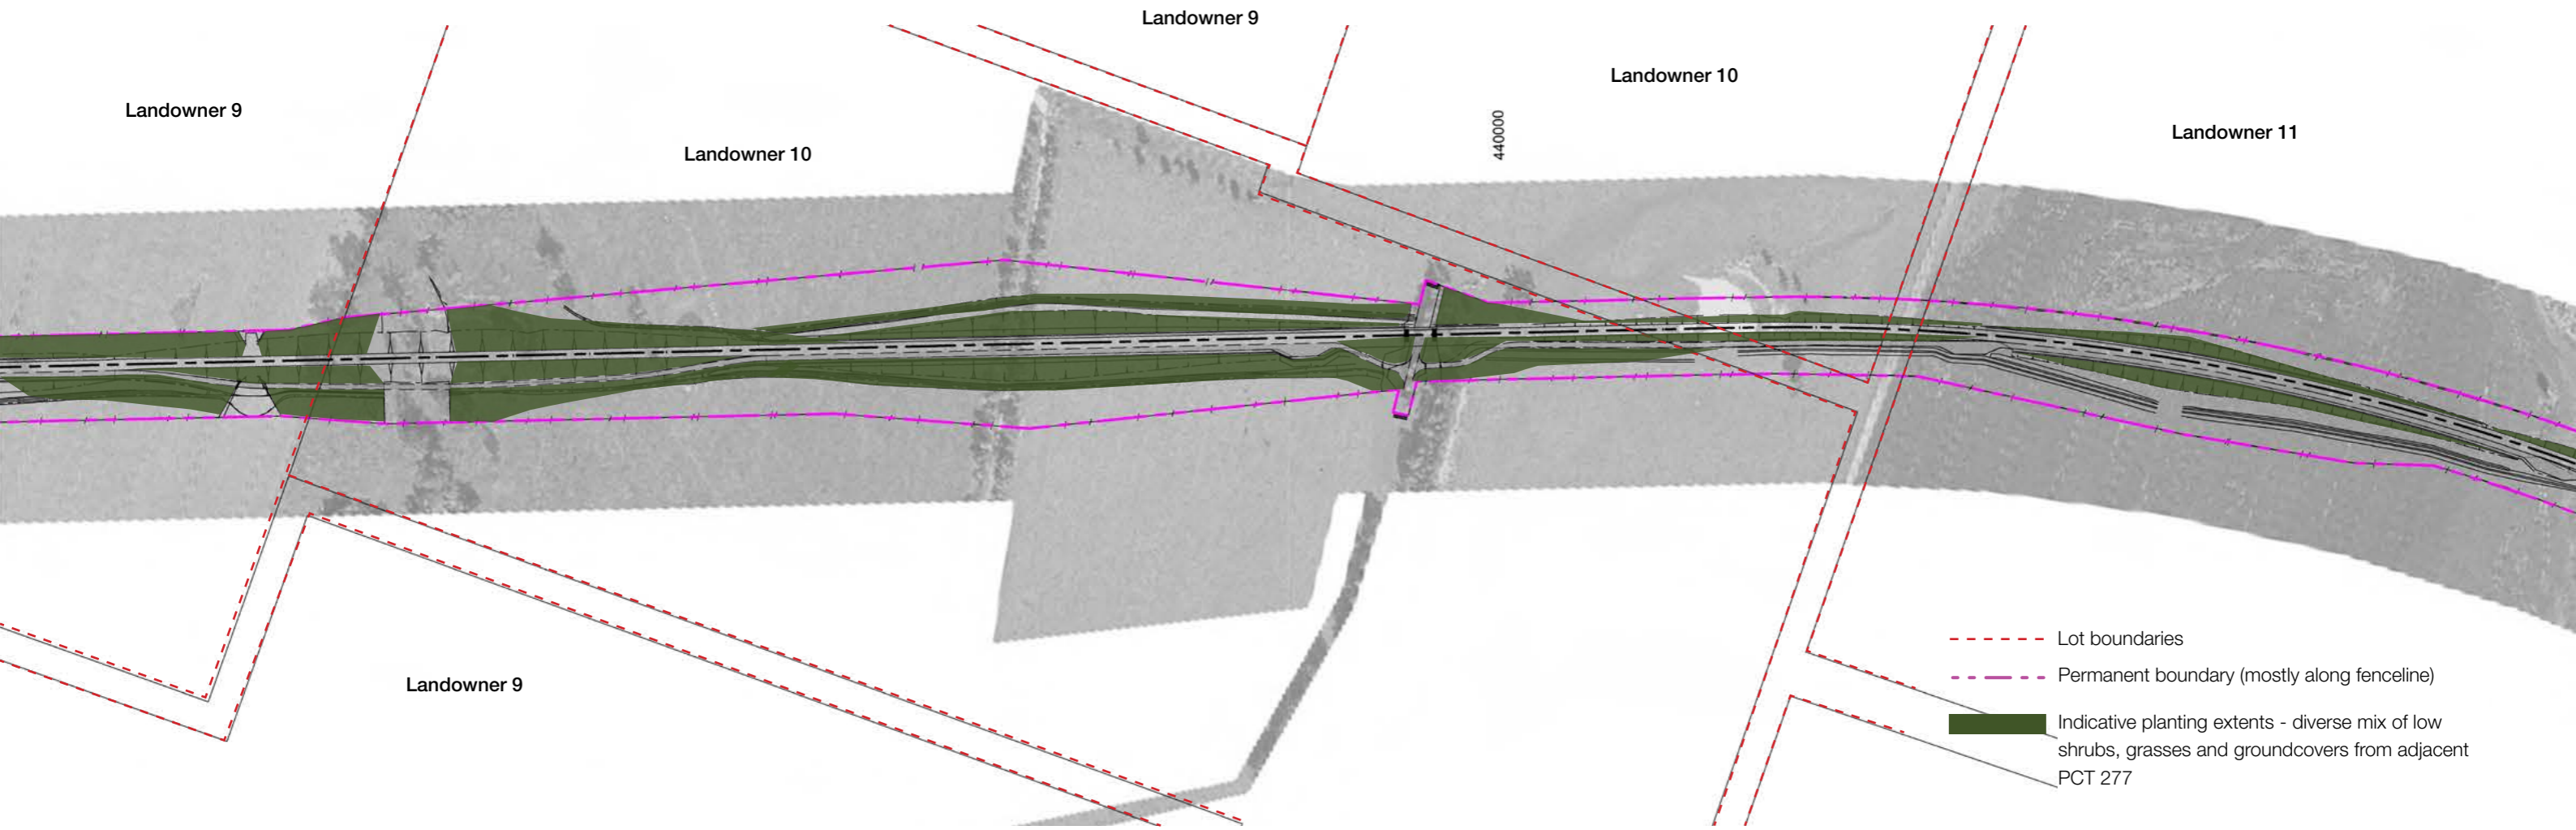 Landowner 9
Landowner 10
Landowner 9
Landowner 10
440000
Landowner 11
Landowner 9
Lot boundaries
Permanent boundary (mostly along fenceline)
Indicative planting extents - diverse mix of low
shrubs, grasses and groundcovers from adjacent
PCT 277